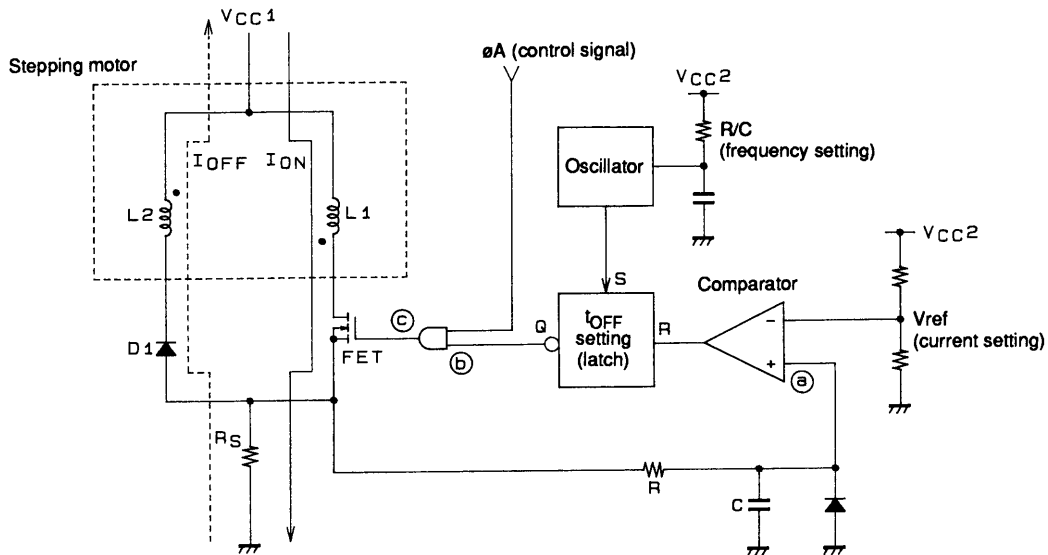 VCC1
Stepping motor
øA (control signal)
VCC2
R/C
(frequency setting)
Oscillator
IOFF
ION
L2
L1
VCC2
S
Comparator
c
Q
tOFF
setting
(latch)
R
-
Vref
(current setting)
D1
FET
b
+
a
RS
R
C